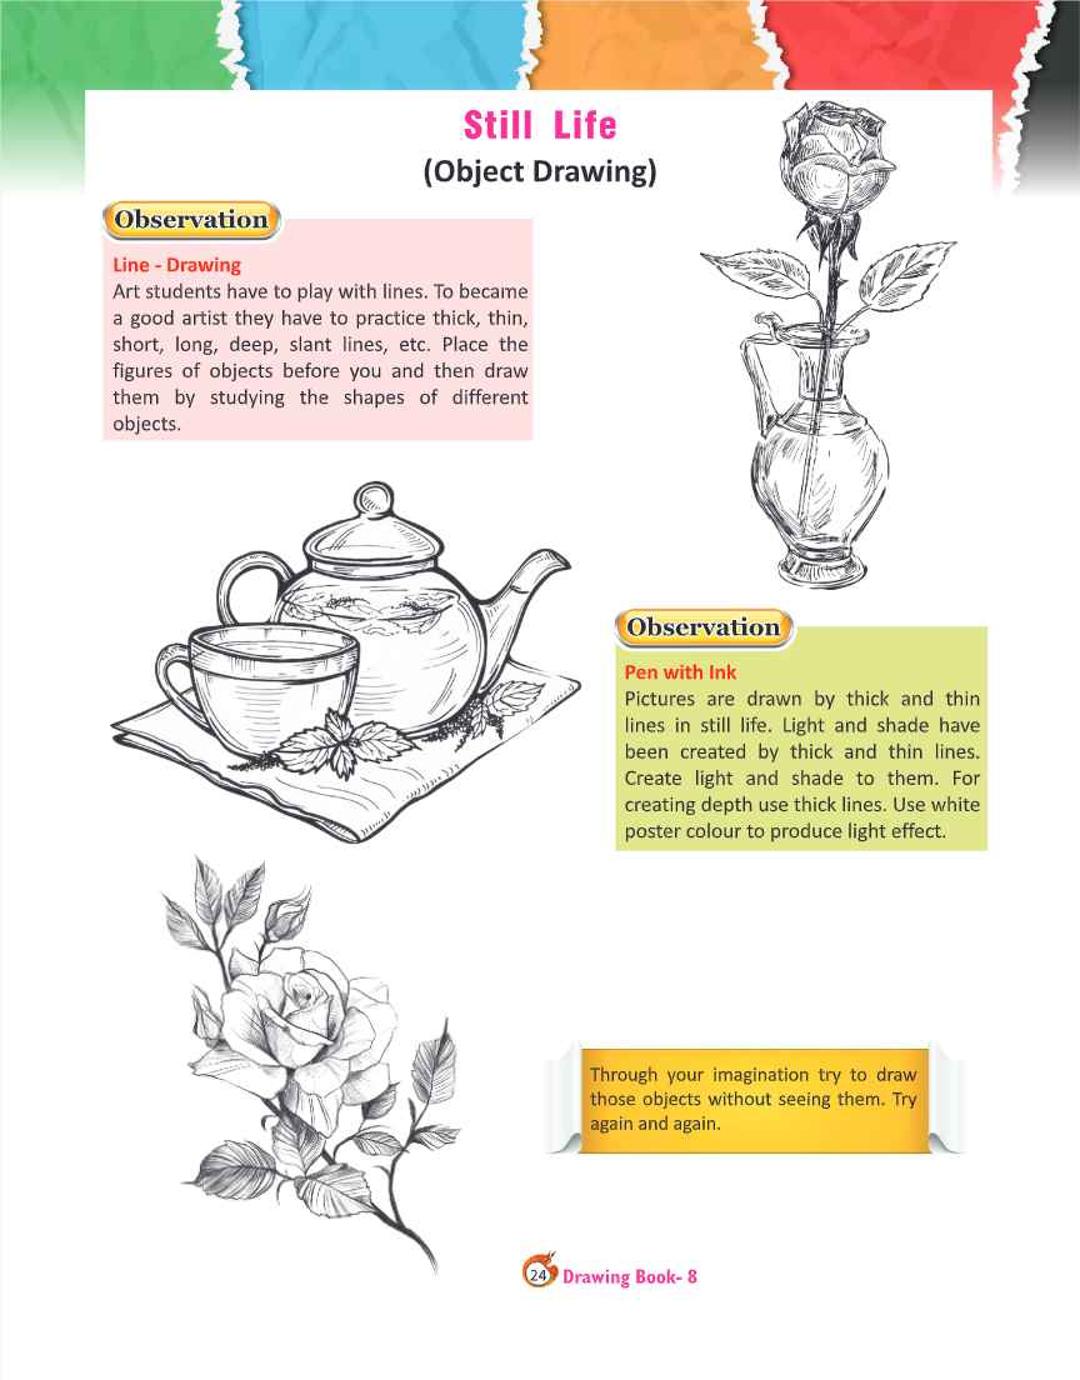 Still Life
(Object Drawing)
Observation
Line - Drawing
Art students have to play with lines. To became
a good artist they have to practice thick, thin,
short, long, deep, slant lines, etc. Place the
figures of objects before you and then draw
them by studying the shapes of different
objects.
Observation
Pen with Ink
Pictures are drawn by thick and thin
lines in still life. Light and shade have
been created by thick and thin lines.
Create light and shade to them. For
creating depth use thick lines. Use white
poster colour to produce light effect.
Through your imagination try to draw
those objects without seeing them. Try
again and again.
24 Drawing Book- 8